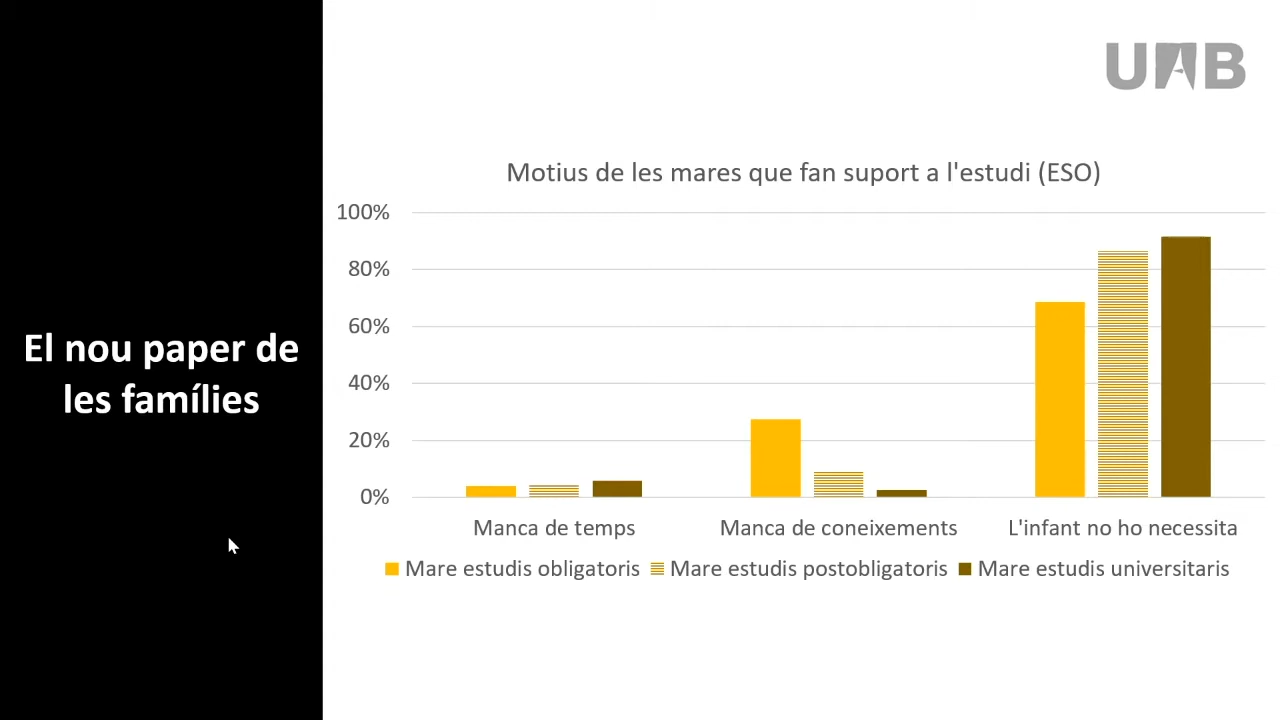 El nou paper de
les famílies
UAB
Motius de les mares que fan suport a l'estudi (ESO)
100%
80%
60%
40%
20%
0%
Manca de temps
Manca de coneixements
L'infant no ho necessita
Mare estudis obligatoris
Mare estudis postobligatoris
Mare estudis universitaris